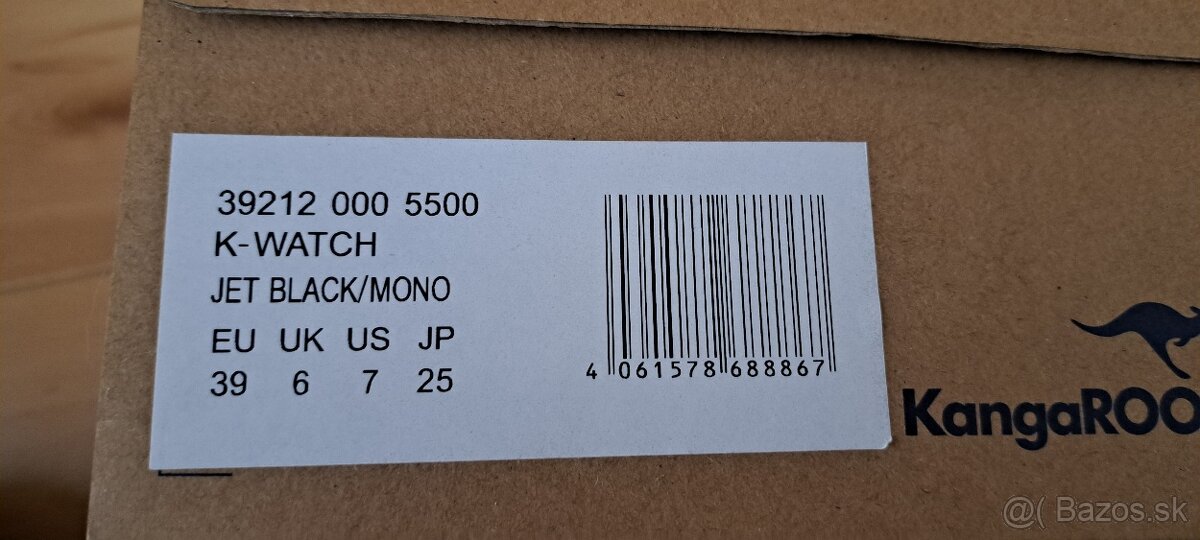 39212 000 5500
K-WATCH
JET BLACK/MONO
EU UK US JP
39 6 7 25
4 061578 688867
KangaROO
@( Bazos.sk